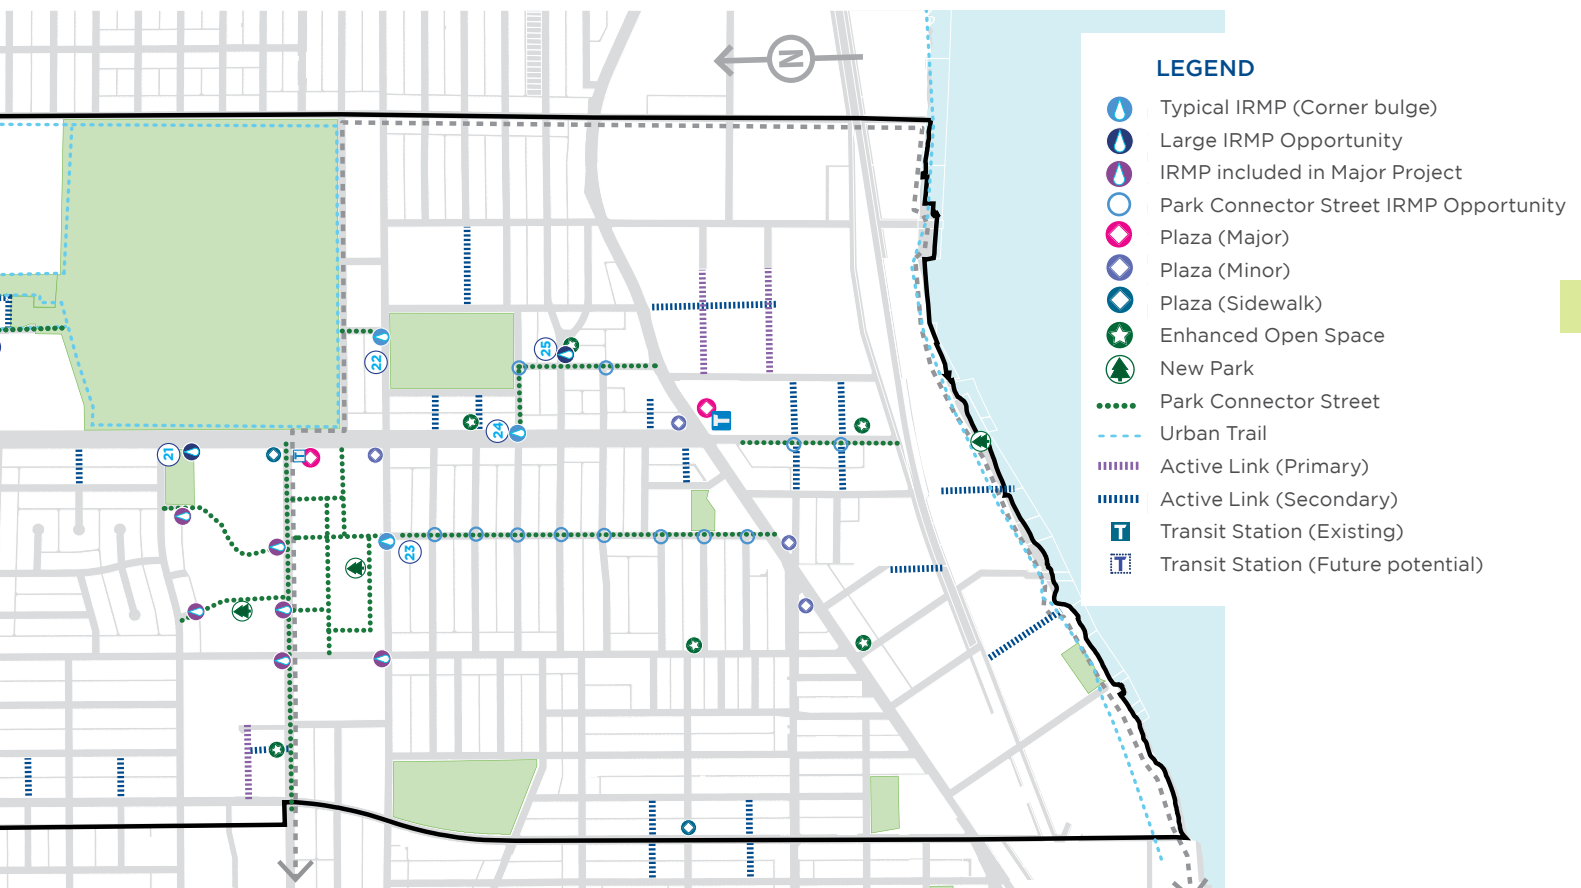 N
LEGEND
Typical IRMP (Corner bulge)
Large IRMP Opportunity
IRMP included in Major Project
Park Connector Street IRMP Opportunity
Plaza (Major)
Plaza (Minor)
Plaza (Sidewalk)
Enhanced Open Space
New Park
Park Connector Street
Urban Trail
Active Link (Primary)
Active Link (Secondary)
T Transit Station (Existing)
T Transit Station (Future potential)
22
25
24
T
21
T
23